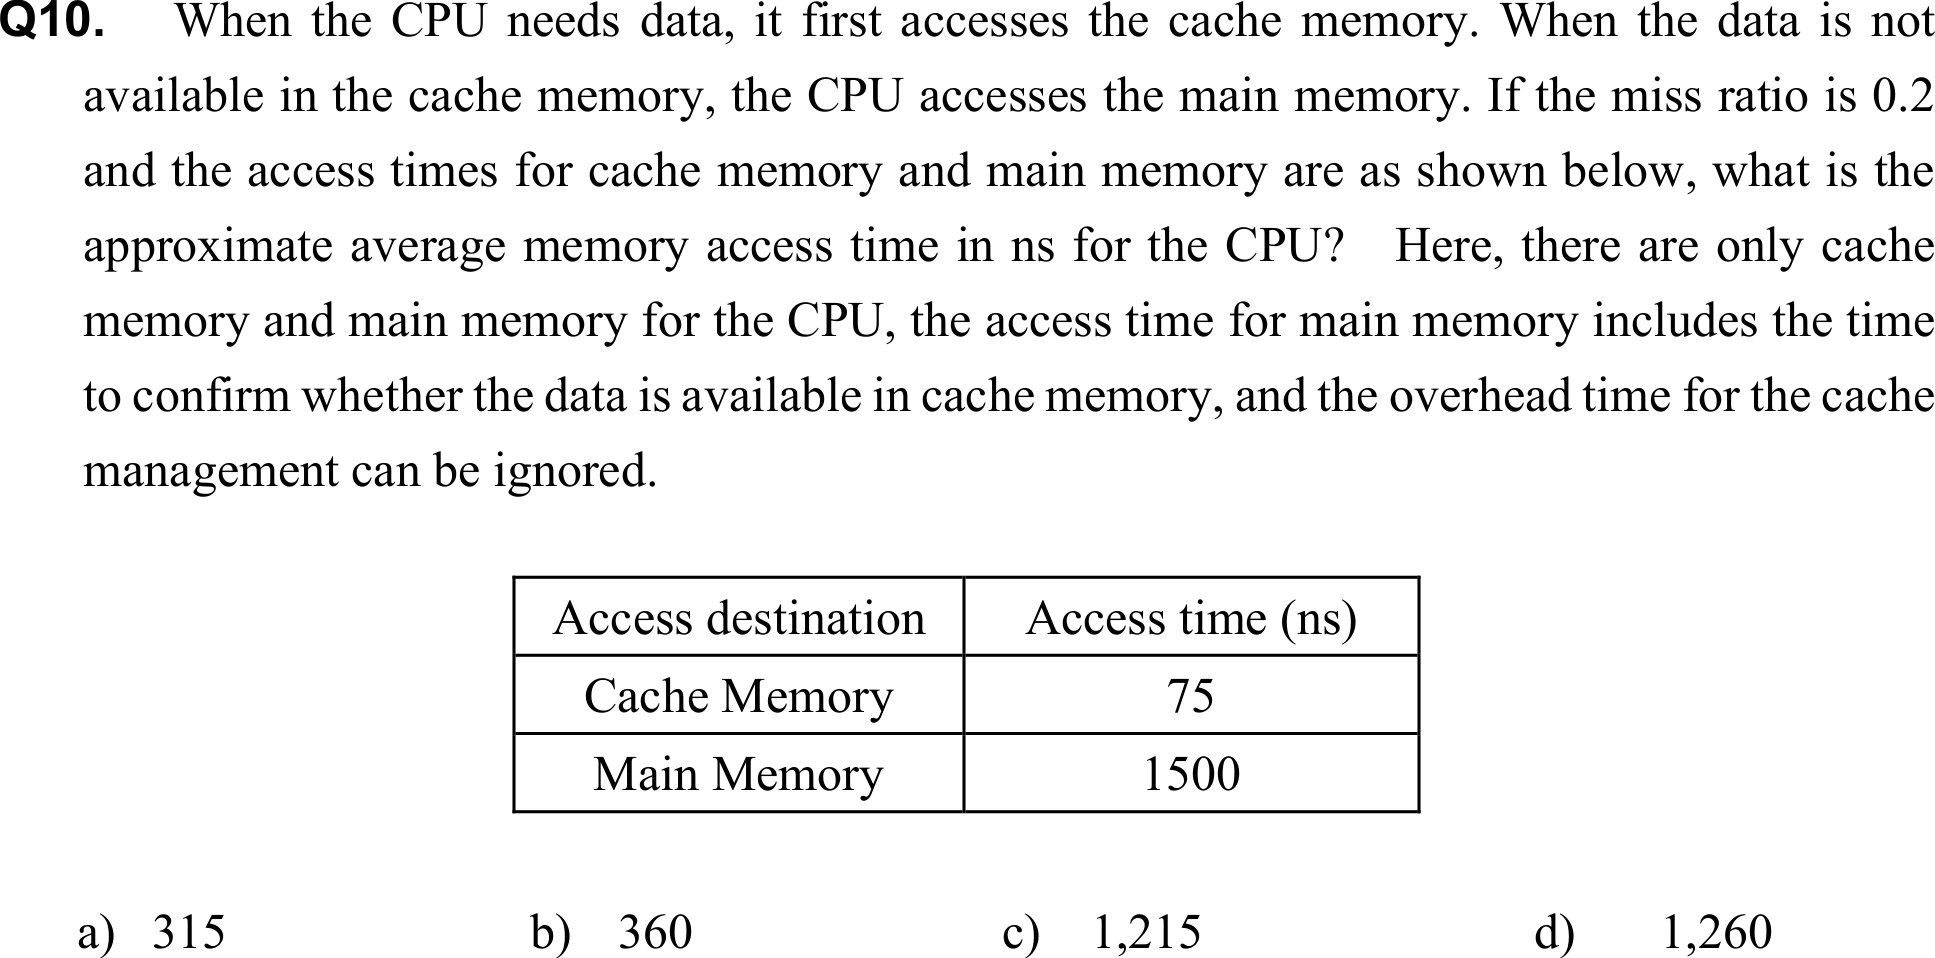 Q10. When the CPU needs data, it first accesses the cache memory. When the data is not
available in the cache memory, the CPU accesses the main memory. If the miss ratio is 0.2
and the access times for cache memory and main memory are as shown below, what is the
approximate average memory access time in ns for the CPU? Here, there are only cache
memory and main memory for the CPU, the access time for main memory includes the time
to confirm whether the data is available in cache memory, and the overhead time for the cache
management can be ignored.
Access destination Access time (ns)
Cache Memory 75
Main Memory 1500
a) 315 b) 360 c) 1,215 d) 1,260